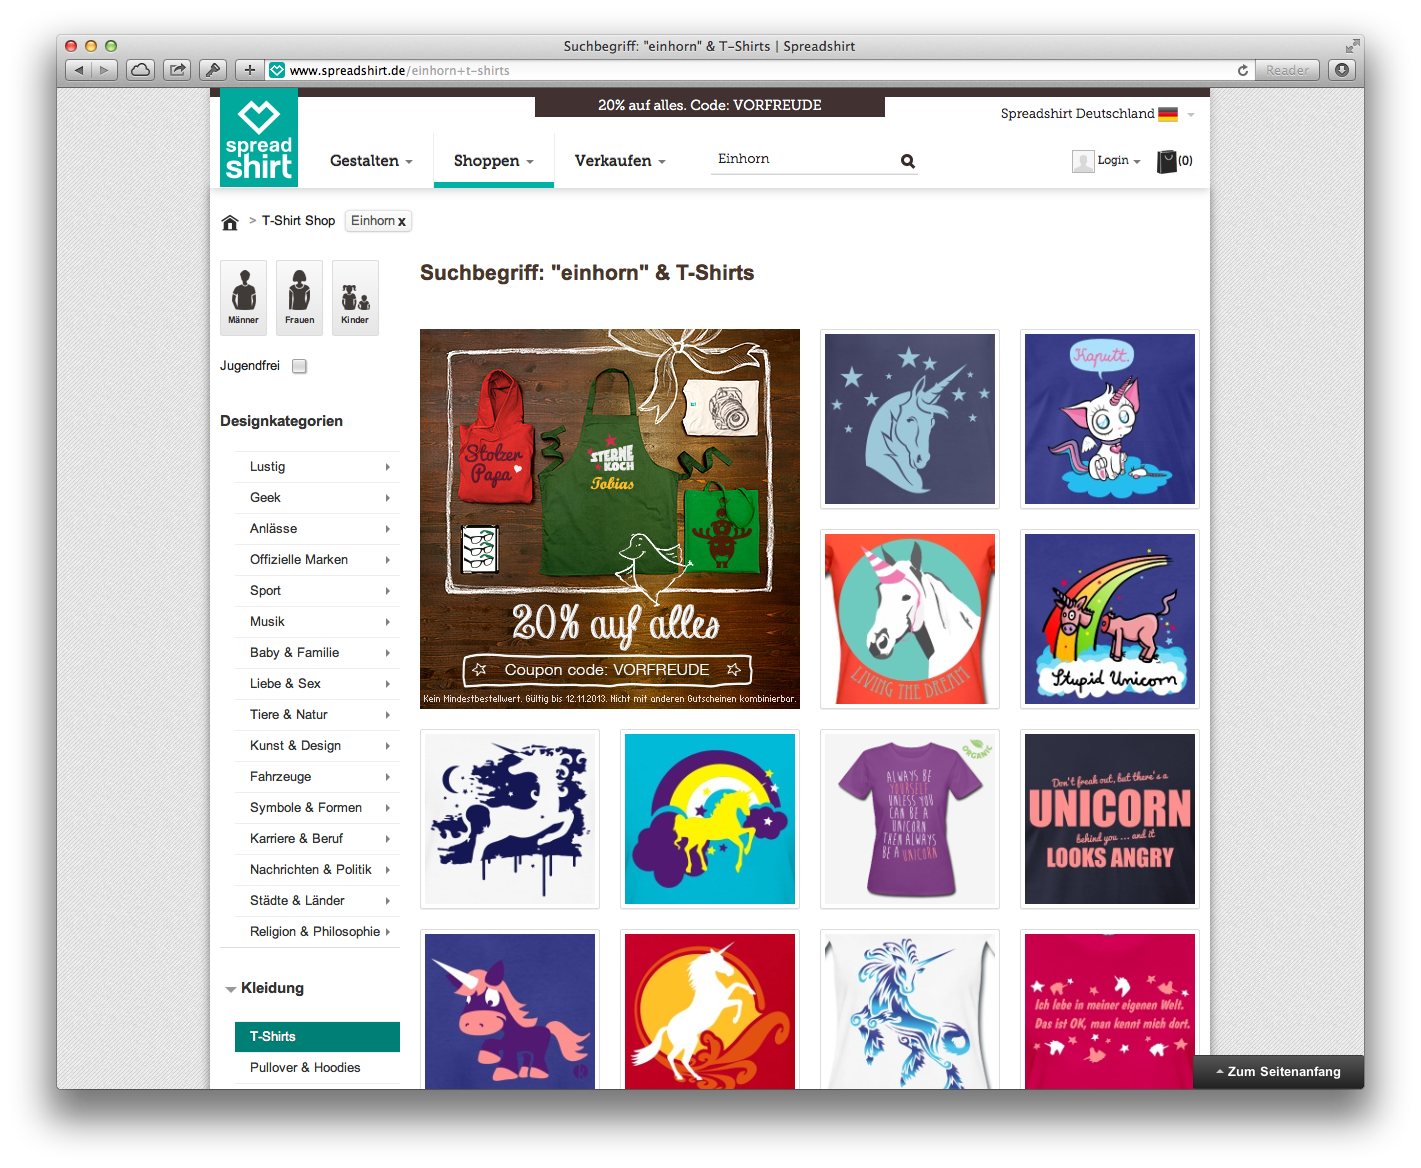 Suchbegriff: "einhorn" & T-Shirts | Spreadshirt
www.spreadshirt.de/einhorn+t-shirts
Reader
20% auf alles. Code: VORFREUDE
Spreadshirt Deutschland
spread
shirt
Gestalten
Shoppen
Verkaufen
Einhorn
Login
(0)
> T-Shirt Shop
Einhorn x
Männer
Frauen
Kinder
Jugendfrei
Designkategorien
Lustig
Geek
Anlässe
Offizielle Marken
Sport
Musik
Baby & Familie
Liebe & Sex
Tiere & Natur
Kunst & Design
Fahrzeuge
Symbole & Formen
Karriere & Beruf
Nachrichten & Politik
Städte & Länder
Religion & Philosophie
Kleidung
T-Shirts
Pullover & Hoodies
Suchbegriff: "einhorn" & T-Shirts
Stolzer
Papa
STERNE
KOCH
Tobias
20% auf alles
Coupon code: VORFREUDE
Kein Mindestbestellwert. Gültig bis 12.11.2013. Nicht mit anderen Gutscheinen kombinierbar.
Kaputt.
LIVING THE DREAM
Stupid Unicorn
ORGANIC
ALWAYS BE
YOURSELF
UNLESS YOU
CAN BE A
UNICORN
THEN ALWAYS
BE A UNICORN
Don't freak out, but there's a
UNICORN
behind you ... and it
LOOKS ANGRY
Ich lebe in meiner eigenen Welt.
Das ist OK, man kennt mich dort.
Zum Seitenanfang